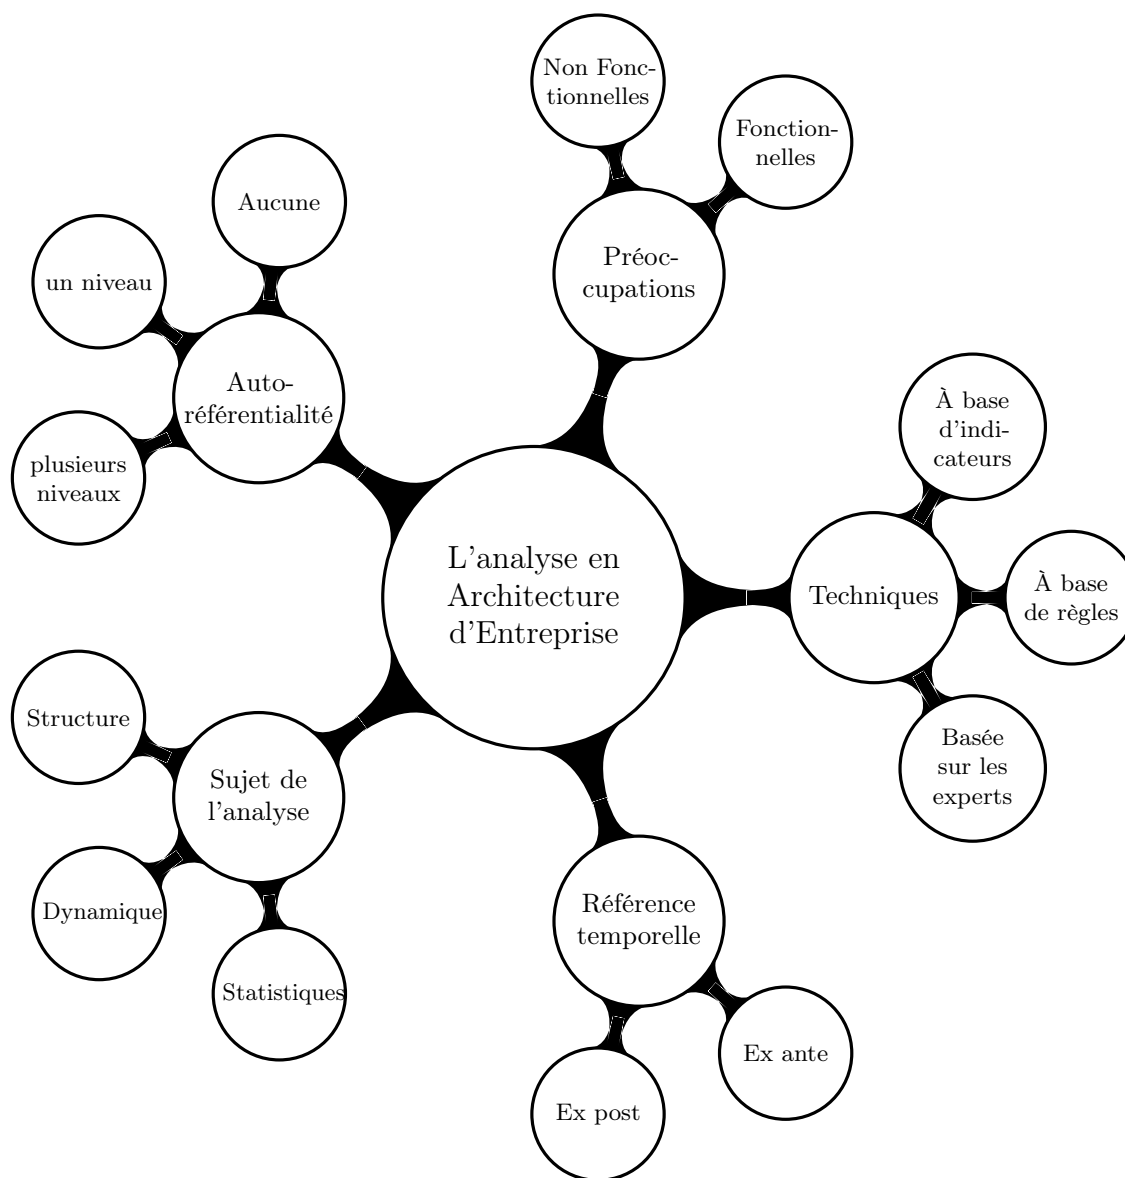 Non Fonc-
tionnelles
Fonction-
nelles
Préoc-
cupations
Aucune
un niveau
Auto-
référentialité
plusieurs
niveaux
À base
d'indi-
cateurs
À base
de règles
Techniques
Basée
sur les
experts
L'analyse en
Architecture
d'Entreprise
Structure
Sujet de
l'analyse
Dynamique
Statistiques
Référence
temporelle
Ex ante
Ex post